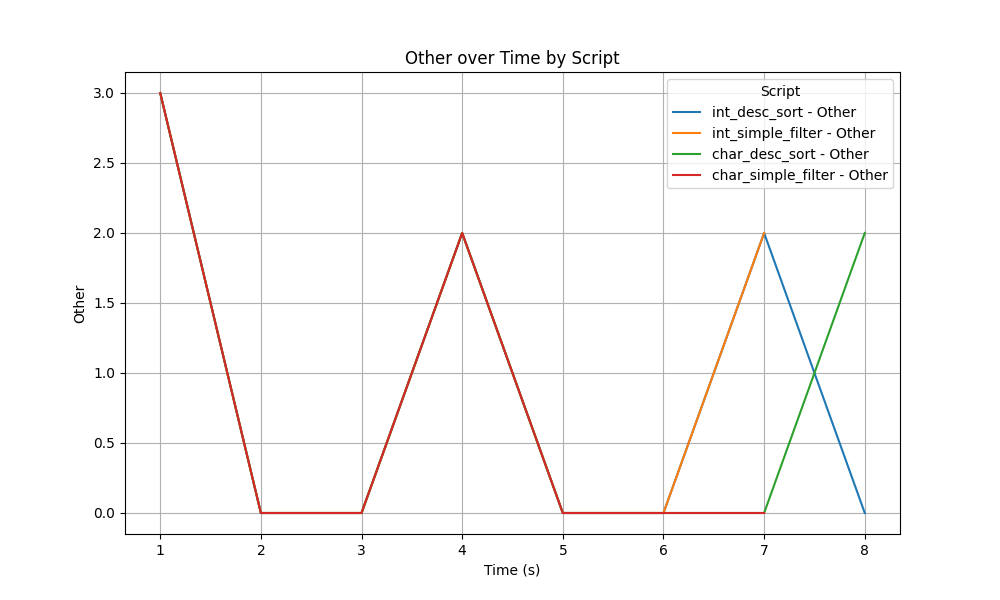 Other over Time by Script
Script
int_desc_sort - Other
int_simple_filter - Other
char_desc_sort - Other
char_simple_filter - Other
3.0
2.5
2.0
1.5
1.0
0.5
0.0
Other
1 2 3 4 5 6 7 8
Time (s)